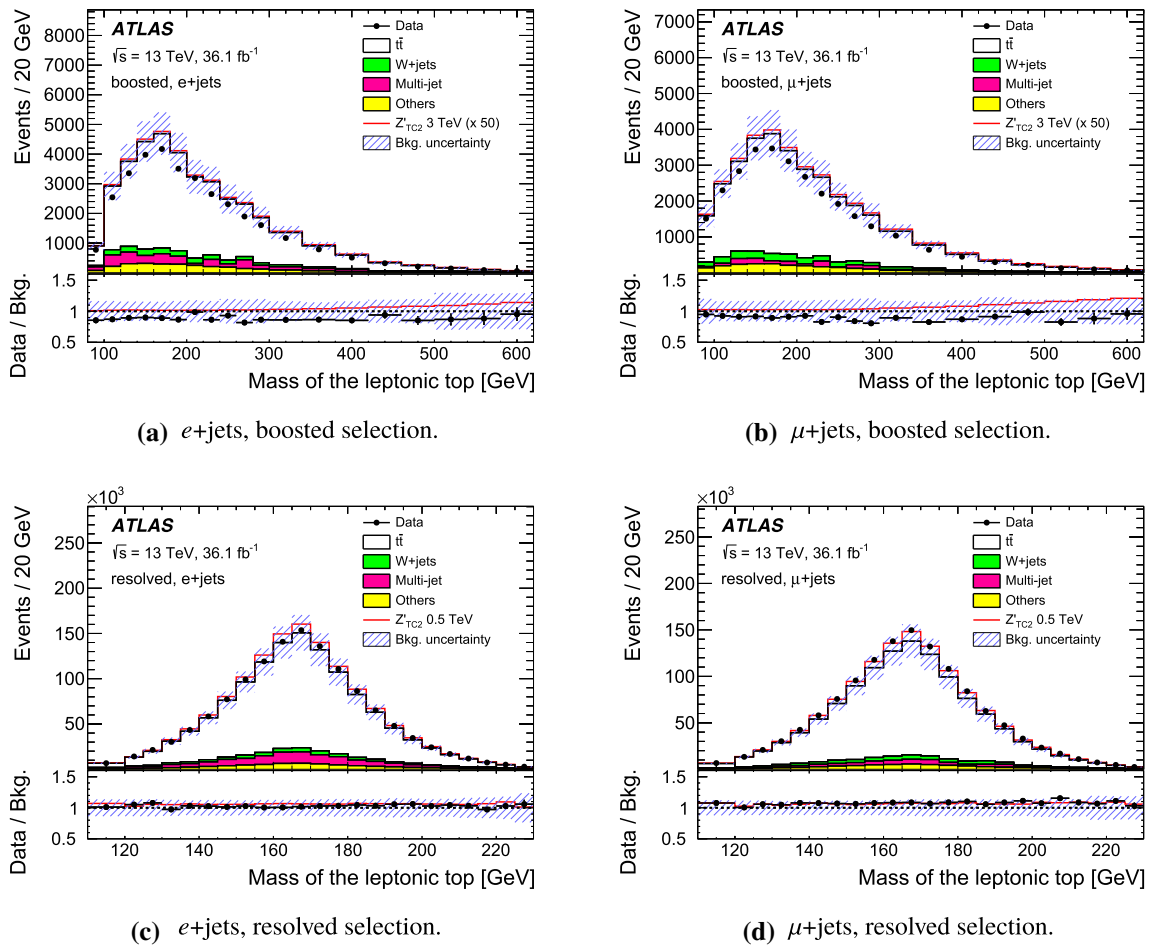 Events / 20 GeV
8000
7000
6000
5000
4000
3000
2000
1000
ATLAS
√s = 13 TeV, 36.1 fb⁻¹
boosted, e+jets
Data
tt̄
W+jets
Multi-jet
Others
Z'TC2 3 TeV (x 50)
Bkg. uncertainty
Data / Bkg.
1.5
1
0.5
100 200 300 400 500 600
Mass of the leptonic top [GeV]
(a) e+jets, boosted selection.
Events / 20 GeV
7000
6000
5000
4000
3000
2000
1000
ATLAS
√s = 13 TeV, 36.1 fb⁻¹
boosted, μ+jets
Data
tt̄
W+jets
Multi-jet
Others
Z'TC2 3 TeV (x 50)
Bkg. uncertainty
Data / Bkg.
1.5
1
0.5
100 200 300 400 500 600
Mass of the leptonic top [GeV]
(b) μ+jets, boosted selection.
×10³
Events / 20 GeV
250
200
150
100
50
ATLAS
√s = 13 TeV, 36.1 fb⁻¹
resolved, e+jets
Data
tt̄
W+jets
Multi-jet
Others
Z'TC2 0.5 TeV
Bkg. uncertainty
Data / Bkg.
1.5
1
0.5
120 140 160 180 200 220
Mass of the leptonic top [GeV]
(c) e+jets, resolved selection.
×10³
Events / 20 GeV
250
200
150
100
50
ATLAS
√s = 13 TeV, 36.1 fb⁻¹
resolved, μ+jets
Data
tt̄
W+jets
Multi-jet
Others
Z'TC2 0.5 TeV
Bkg. uncertainty
Data / Bkg.
1.5
1
0.5
120 140 160 180 200 220
Mass of the leptonic top [GeV]
(d) μ+jets, resolved selection.